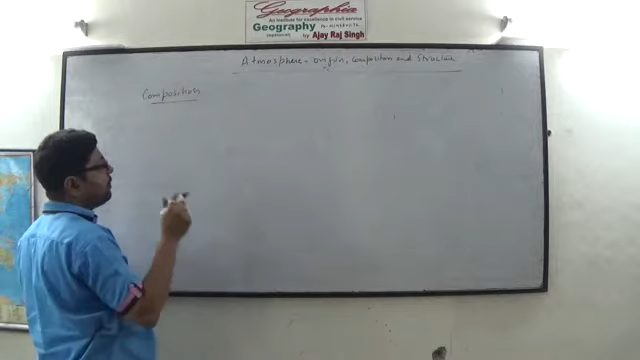 Geographia
An institute for excellence in civil service
Geography
(optional) by Ajay Raj Singh
Atmosphere - origin, composition and structure
Composition